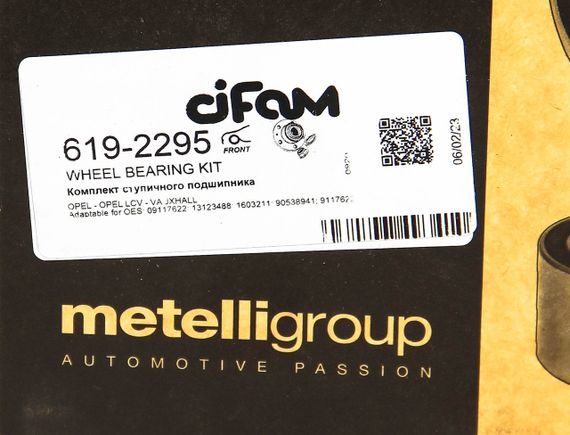 CIFAM
619-2295 FRONT
WHEEL BEARING KIT
Комплект ступичного подшипника
OPEL - OPEL LCV - VAUXHALL
Adaptable for OES: 09117622; 13123488; 1603211; 90538941; 911762
06/02/23
metelligroup
AUTOMOTIVE PASSION